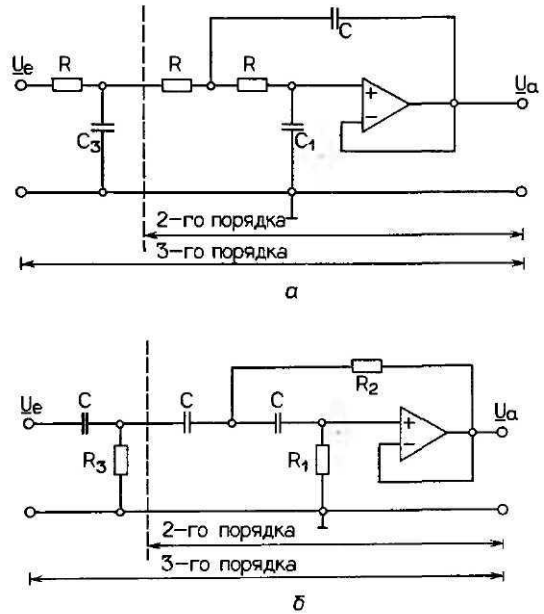 C
U̲e R R R U̲a
+
−
C₃ C₁
2-го порядка
3-го порядка
а
R₂
U̲e C C C U̲a
+
−
R₃ R₁
2-го порядка
3-го порядка
б